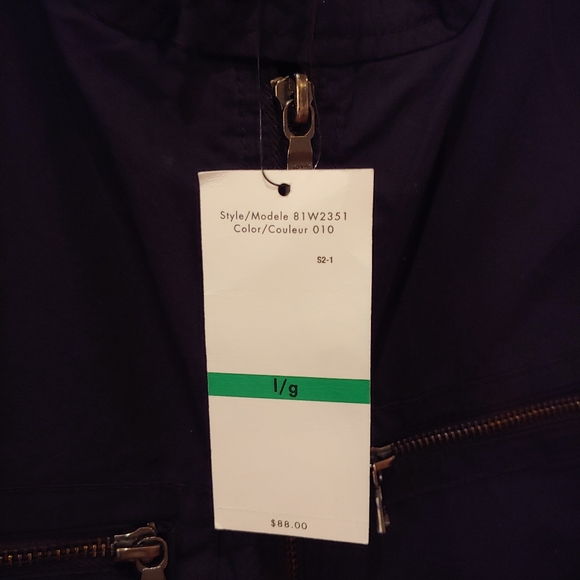 Style/Modele 81W2351
Color/Couleur 010
S2-1
l/g
$88.00